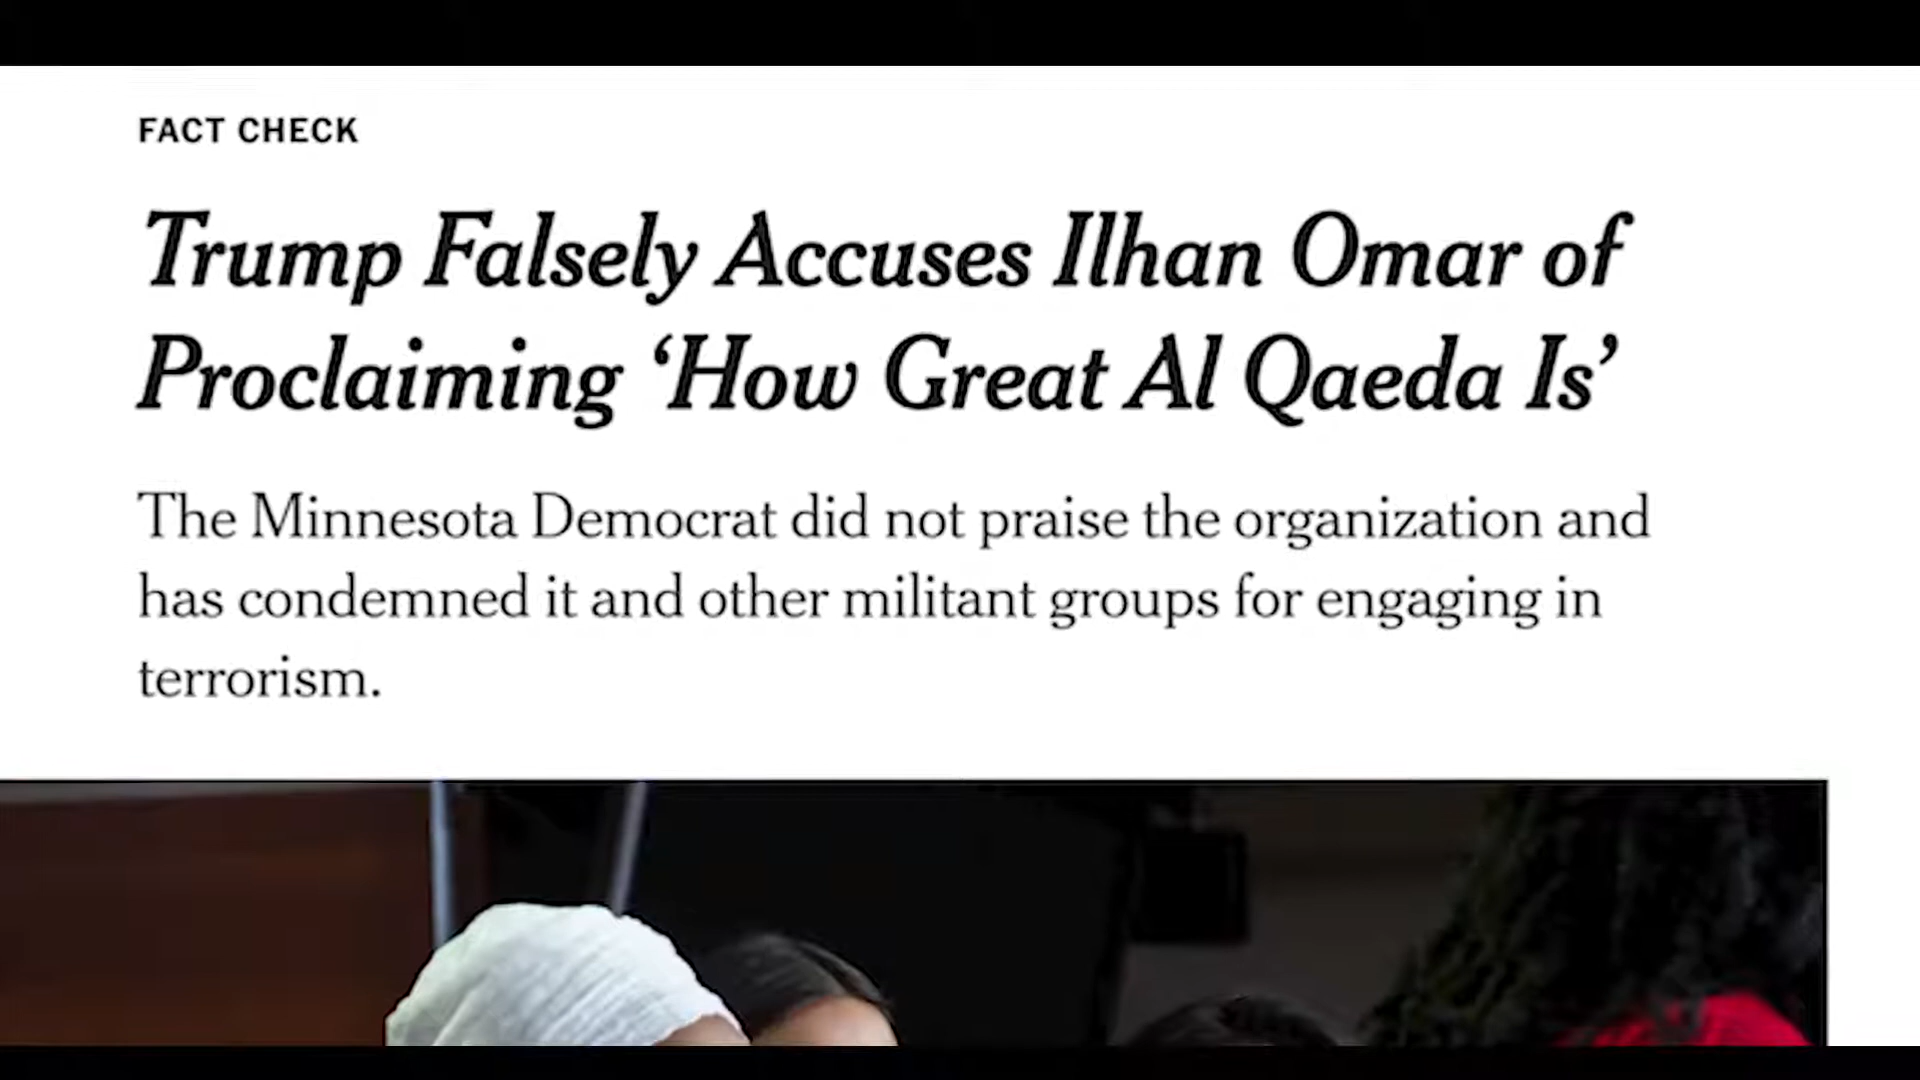 FACT CHECK
Trump Falsely Accuses Ilhan Omar of
Proclaiming ‘How Great Al Qaeda Is’
The Minnesota Democrat did not praise the organization and
has condemned it and other militant groups for engaging in
terrorism.